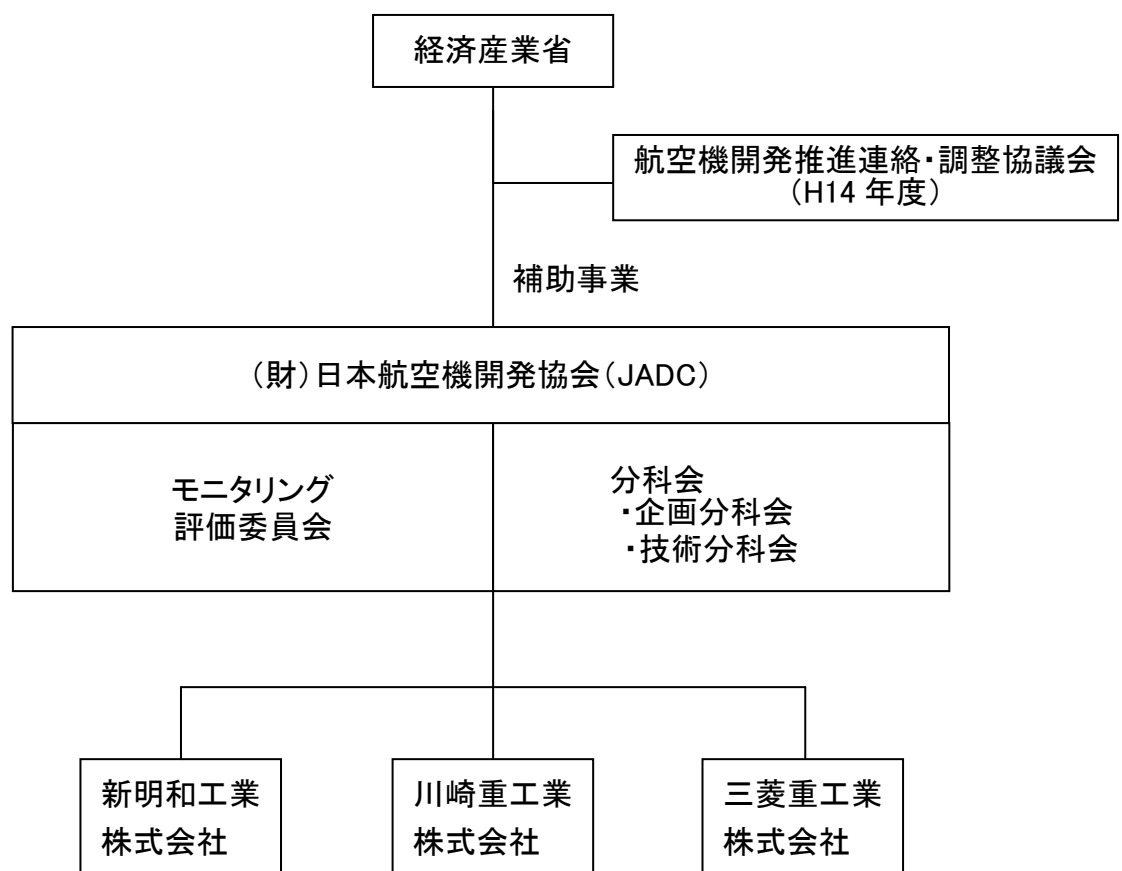 経済産業省
航空機開発推進連絡・調整協議会
（H14 年度）
補助事業
（財）日本航空機開発協会（JADC）
モニタリング
評価委員会
分科会
・企画分科会
・技術分科会
新明和工業
株式会社
川崎重工業
株式会社
三菱重工業
株式会社